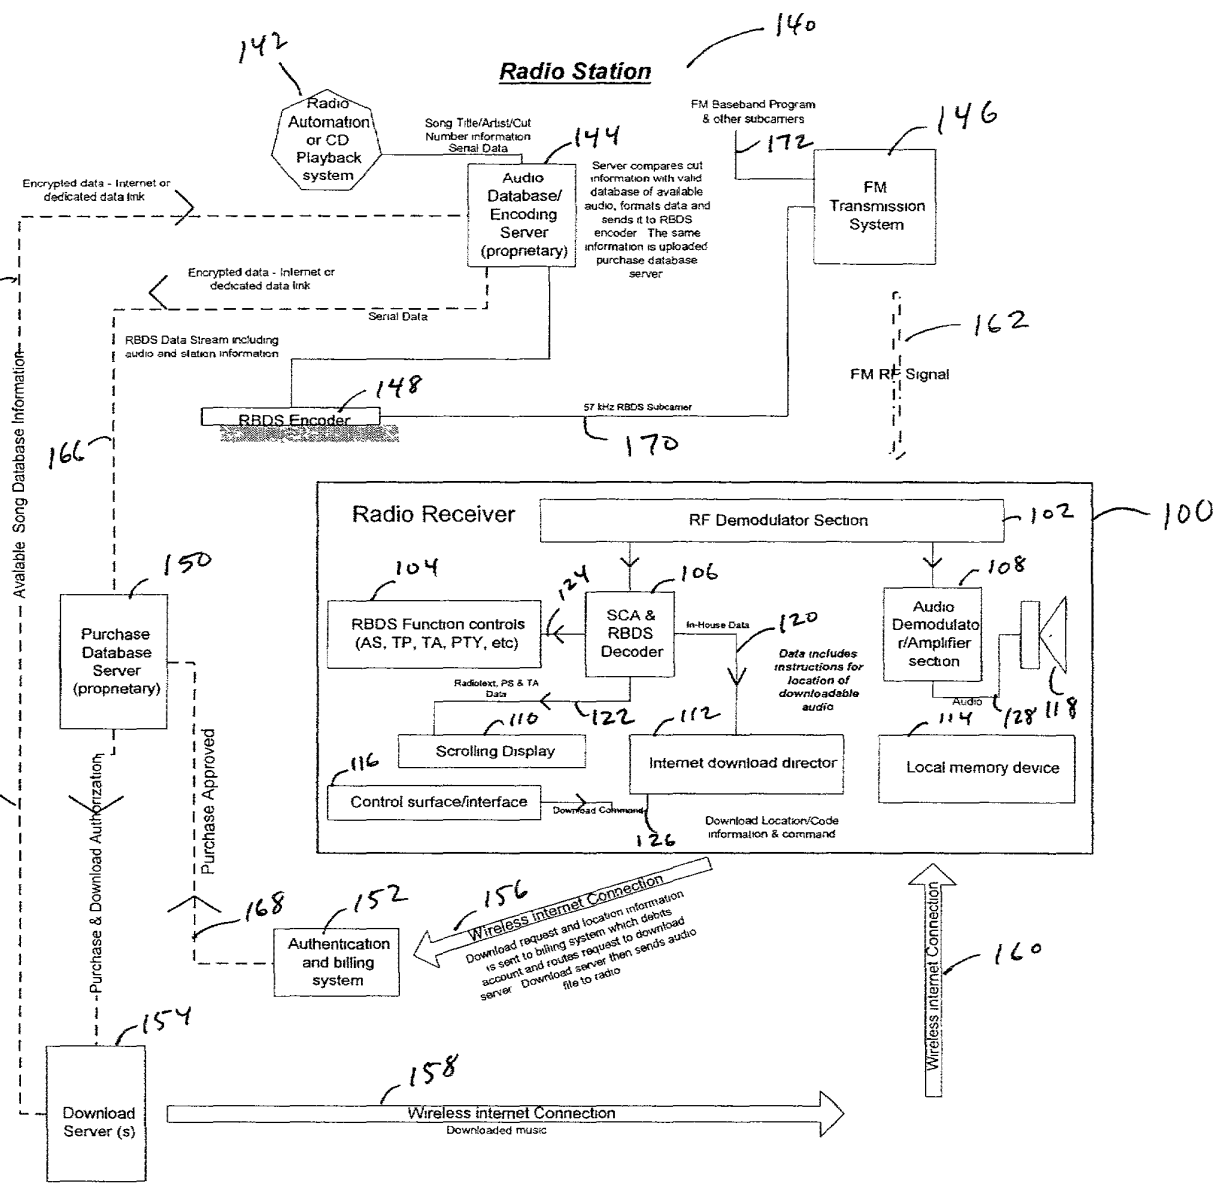 140
142
Radio Station
Radio
Automation
or CD
Playback
system
Song Title/Artist/Cut
Number information
Serial Data
144
FM Baseband Program
& other subcarriers
172
146
Audio
Database/
Encoding
Server
(proprietary)
Server compares cut
information with valid
database of available
audio, formats data and
sends it to RBDS
encoder The same
information is uploaded
purchase database
server
FM
Transmission
System
Encrypted data - Internet or
dedicated data link
Encrypted data - Internet or
dedicated data link
Serial Data
RBDS Data Stream including
audio and station information
162
FM RF Signal
148
RBDS Encoder
57 kHz RBDS Subcarrier
170
166
Available Song Database Information
Radio Receiver
RF Demodulator Section
102
100
104
124
106
108
RBDS Function controls
(AS, TP, TA, PTY, etc)
SCA &
RBDS
Decoder
In-House Data
120
Data includes
instructions for
location of
downloadable
audio
Audio
Demodulato
r/Amplifier
section
Audio
128
118
Radiotext, PS & TA
Data
122
110
Scrolling Display
112
Internet download director
114
Local memory device
116
Control surface/interface
Download Command
126
Download Location/Code
information & command
150
Purchase
Database
Server
(proprietary)
Purchase Approved
Purchase & Download Authorization
168
152
Authentication
and billing
system
156
Wireless internet Connection
Download request and location information
is sent to billing system which debits
account and routes request to download
server Download server then sends audio
file to radio
160
Wireless internet Connection
154
Download
Server (s)
158
Wireless internet Connection
Downloaded music